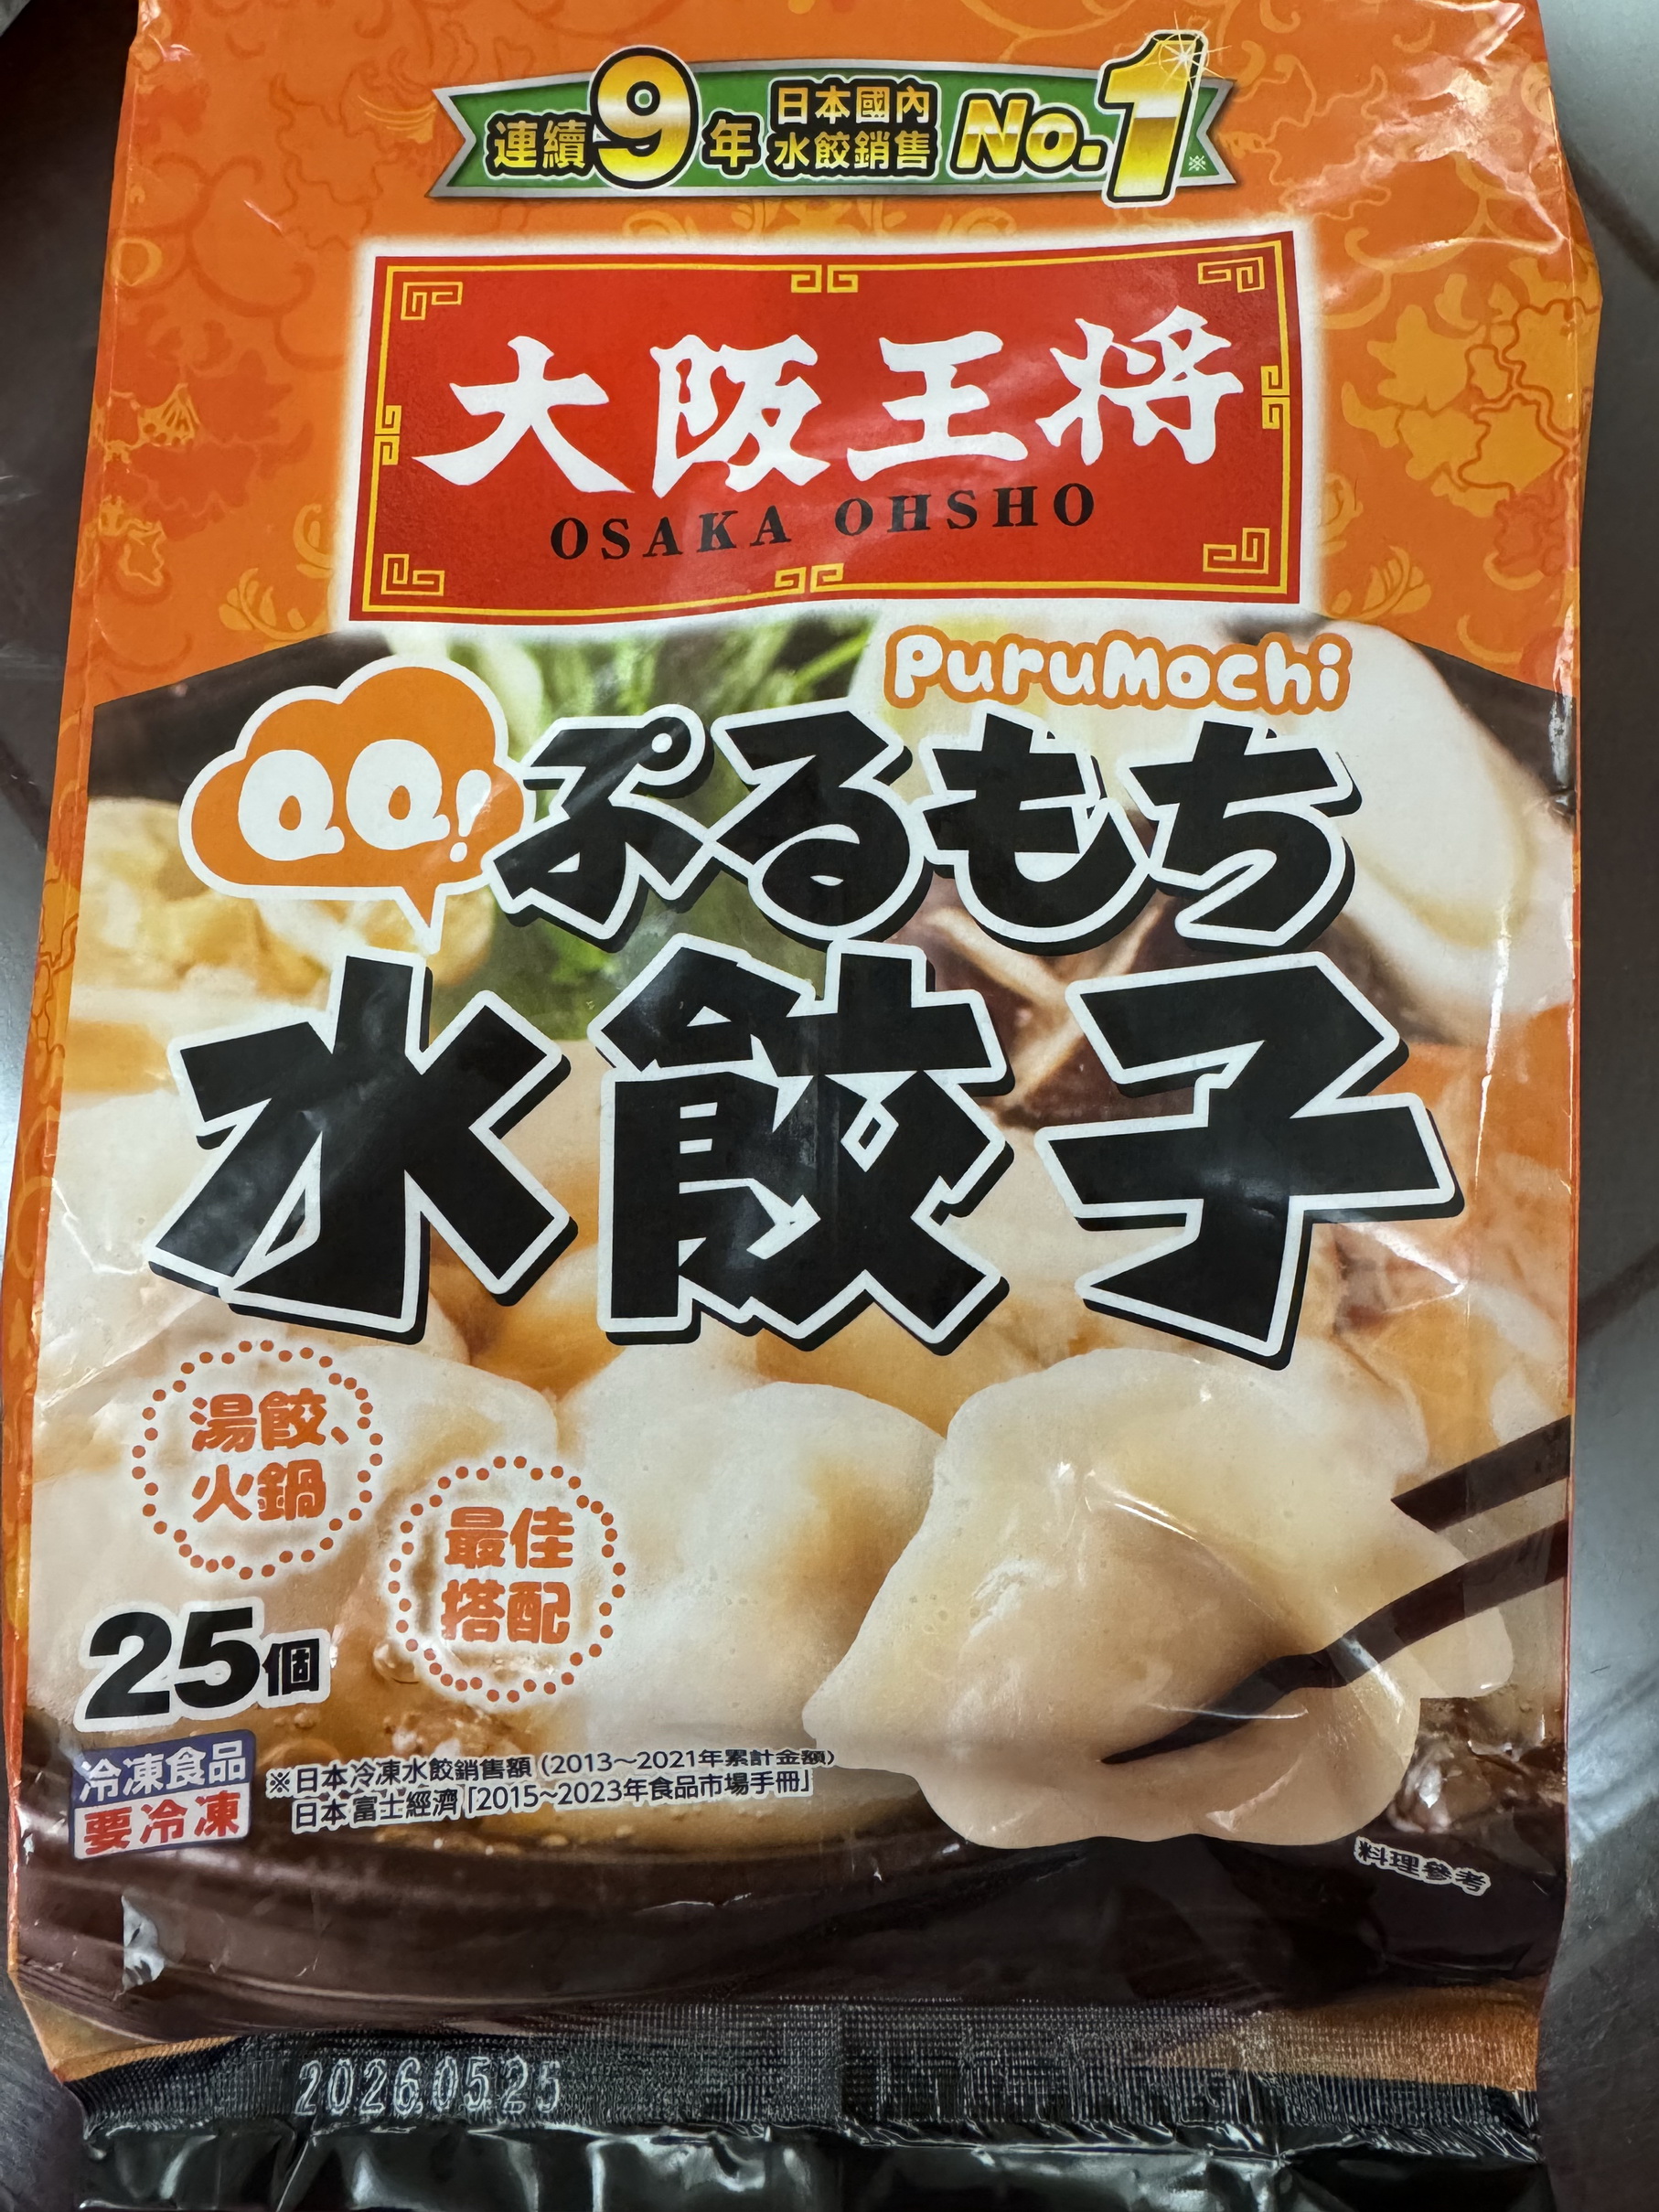 連續9年 日本國內水餃銷售 No.1※
大阪王将
OSAKA OHSHO
PuruMochi
QQ! ぷるもち
水餃子
湯餃、
火鍋
最佳
搭配
25個
冷凍食品
要冷凍
※日本冷凍水餃銷售額（2013～2021年累計金額）
日本 富士經濟「2015~2023年食品市場手冊」
料理參考
2026.05.25